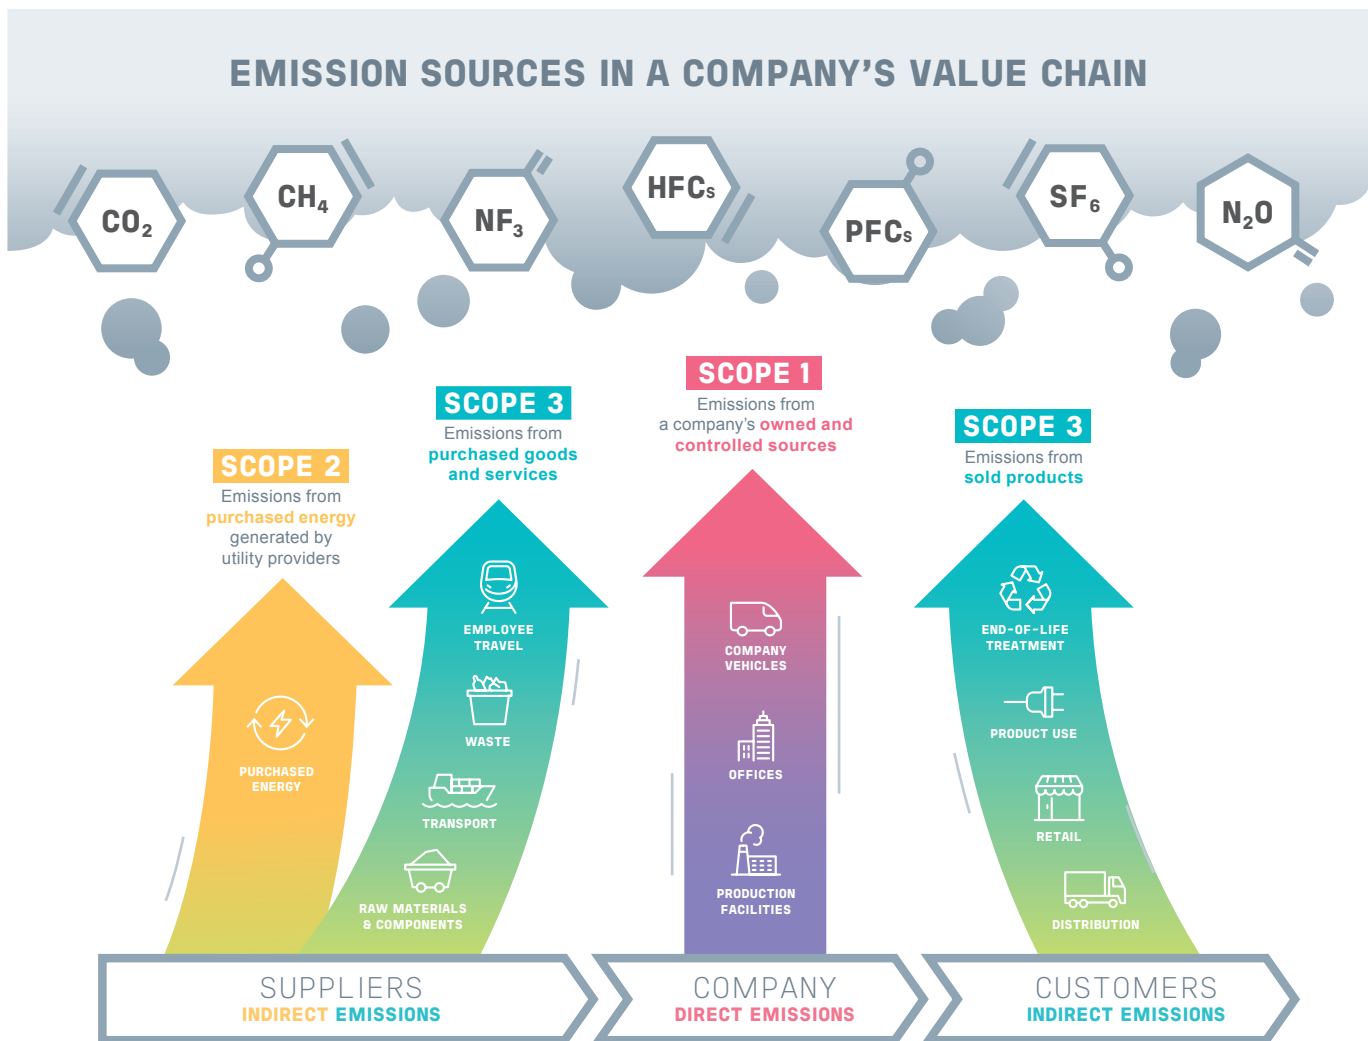 EMISSION SOURCES IN A COMPANY'S VALUE CHAIN
CO₂
CH₄
NF₃
HFCs
PFCs
SF₆
N₂O
SCOPE 2
Emissions from
purchased energy
generated by
utility providers
PURCHASED
ENERGY
SCOPE 3
Emissions from
purchased goods
and services
EMPLOYEE
TRAVEL
WASTE
TRANSPORT
RAW MATERIALS
& COMPONENTS
SCOPE 1
Emissions from
a company's owned and
controlled sources
COMPANY
VEHICLES
OFFICES
PRODUCTION
FACILITIES
SCOPE 3
Emissions from
sold products
END-OF-LIFE
TREATMENT
PRODUCT USE
RETAIL
DISTRIBUTION
SUPPLIERS
INDIRECT EMISSIONS
COMPANY
DIRECT EMISSIONS
CUSTOMERS
INDIRECT EMISSIONS